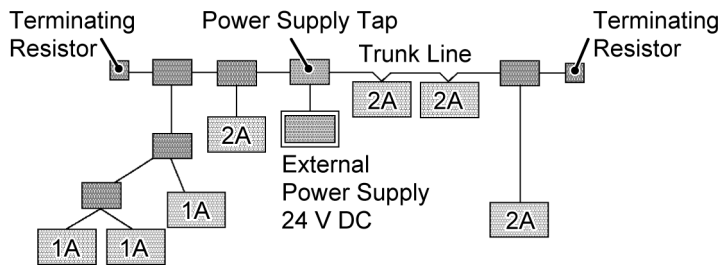 Terminating
Resistor
Power Supply Tap
Terminating
Resistor
Trunk Line
2A
2A
2A
External
Power Supply
24 V DC
1A
2A
1A
1A